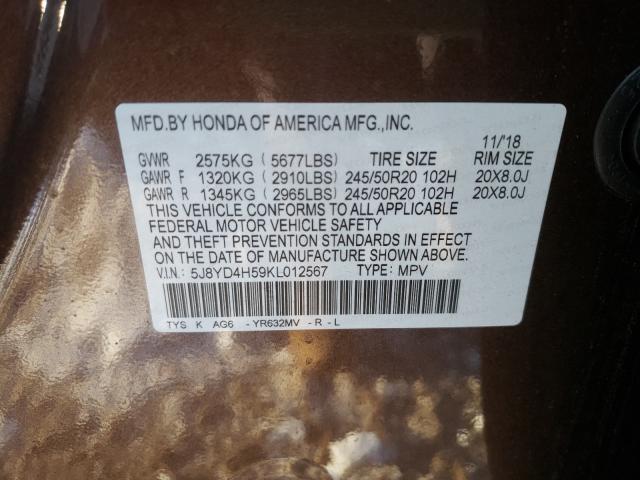 MFD.BY HONDA OF AMERICA MFG.,INC.
11/'18
GVWR 2575KG ( 5677LBS) TIRE SIZE RIM SIZE
GAWR F 1320KG ( 2910LBS) 245/50R20 102H 20X8.0J
GAWR R 1345KG ( 2965LBS) 245/50R20 102H 20X8.0J
THIS VEHICLE CONFORMS TO ALL APPLICABLE
FEDERAL MOTOR VEHICLE SAFETY
AND THEFT PREVENTION STANDARDS IN EFFECT
ON THE DATE OF MANUFACTURE SHOWN ABOVE.
V.I.N: 5J8YD4H59KL012567 TYPE: MPV
TYS K AG6 -YR632MV -R -L